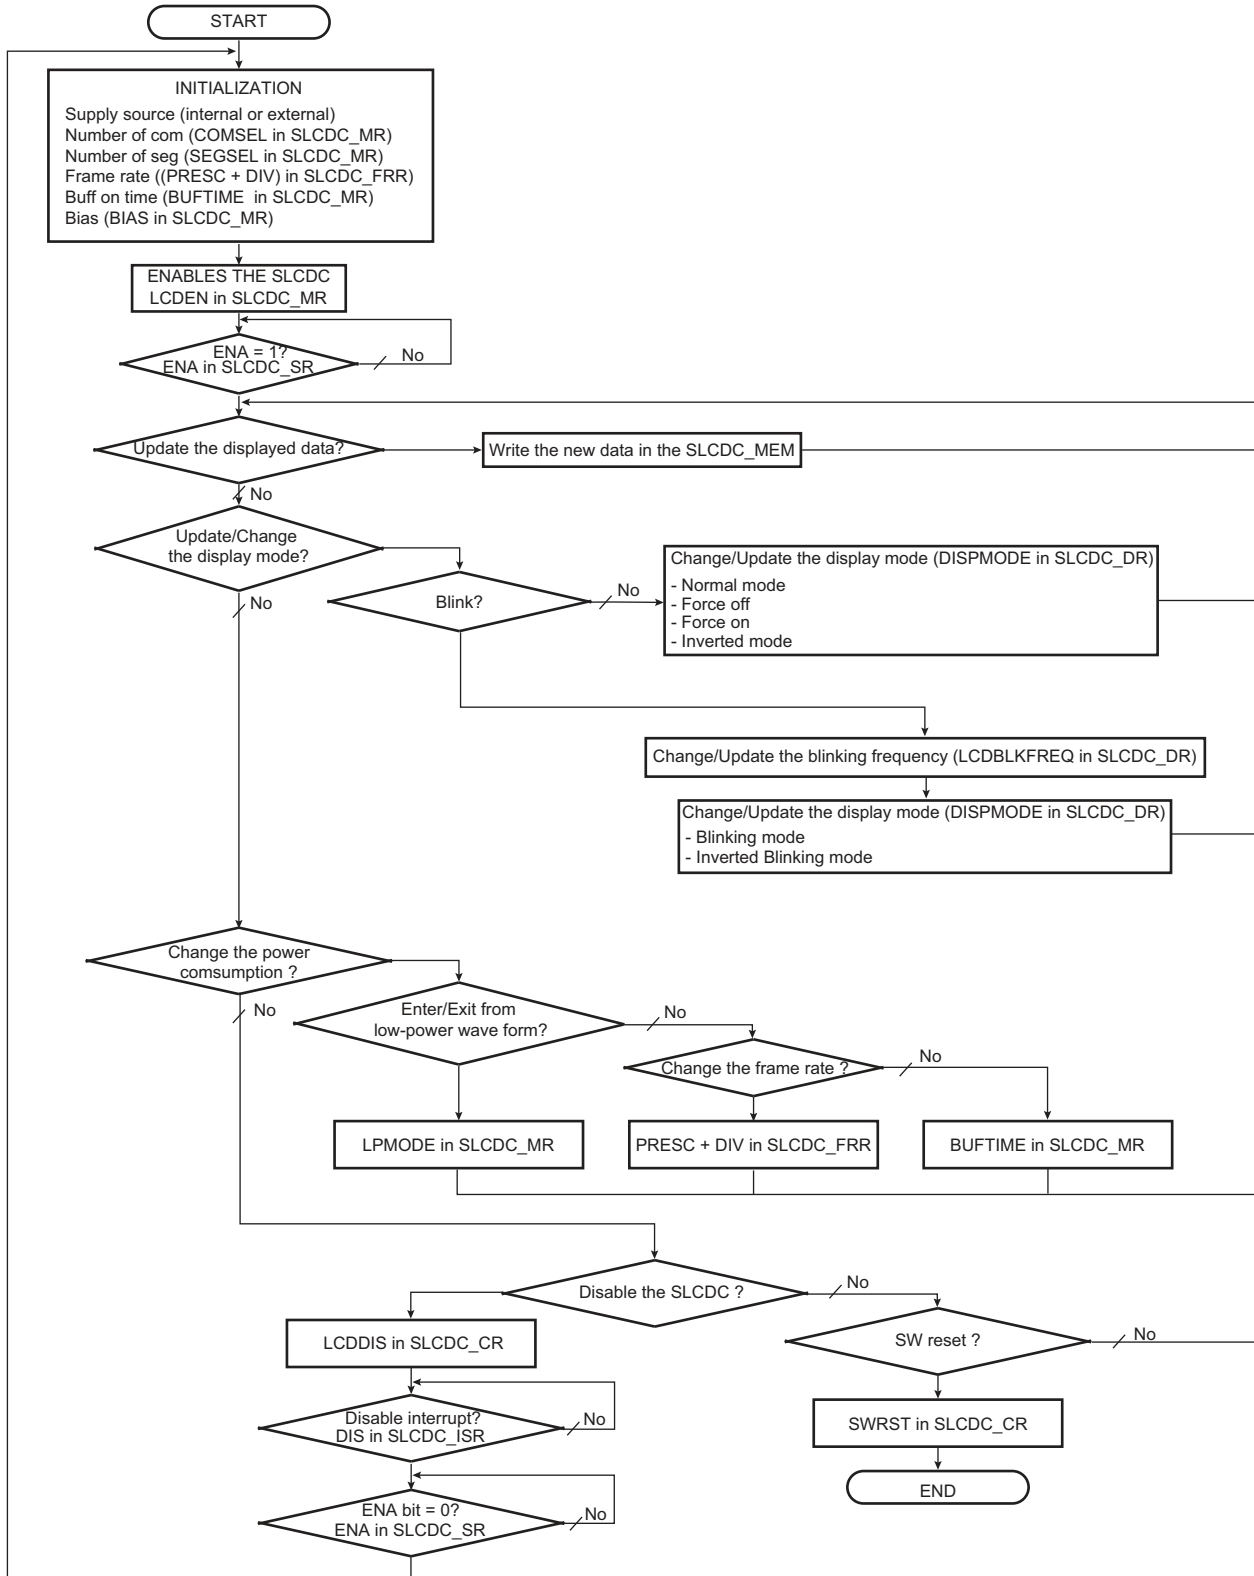 START
INITIALIZATION
Supply source (internal or external)
Number of com (COMSEL in SLCDC_MR)
Number of seg (SEGSEL in SLCDC_MR)
Frame rate ((PRESC + DIV) in SLCDC_FRR)
Buff on time (BUFTIME in SLCDC_MR)
Bias (BIAS in SLCDC_MR)
ENABLES THE SLCDC
LCDEN in SLCDC_MR
ENA = 1?
ENA in SLCDC_SR
No
Update the displayed data?
Write the new data in the SLCDC_MEM
No
Update/Change
the display mode?
No
Blink?
No
Change/Update the display mode (DISPMODE in SLCDC_DR)
- Normal mode
- Force off
- Force on
- Inverted mode
Change/Update the blinking frequency (LCDBLKFREQ in SLCDC_DR)
Change/Update the display mode (DISPMODE in SLCDC_DR)
- Blinking mode
- Inverted Blinking mode
Change the power
comsumption ?
No
Enter/Exit from
low-power wave form?
No
Change the frame rate ?
No
LPMODE in SLCDC_MR
PRESC + DIV in SLCDC_FRR
BUFTIME in SLCDC_MR
Disable the SLCDC ?
No
LCDDIS in SLCDC_CR
SW reset ?
No
Disable interrupt?
DIS in SLCDC_ISR
No
SWRST in SLCDC_CR
END
ENA bit = 0?
ENA in SLCDC_SR
No